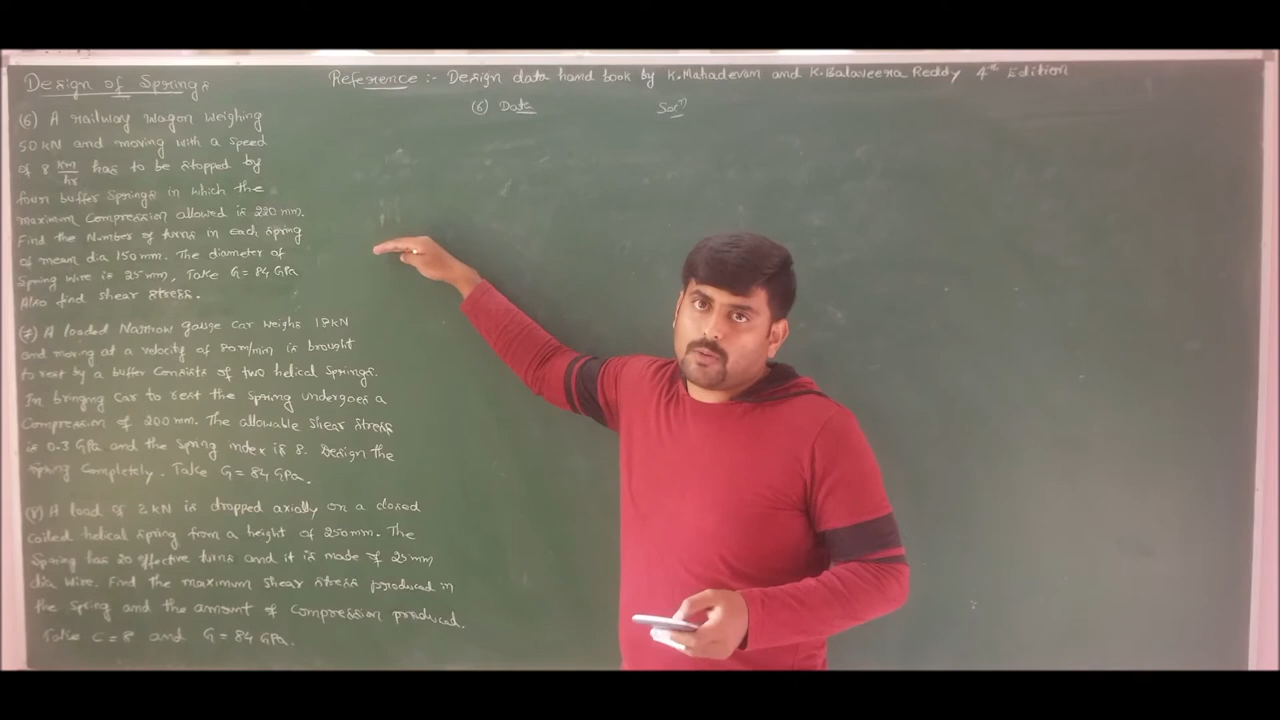 Design of Springs
Reference :- Design data hand book by K.Mahadevan and K.Balaveera Reddy 4th Edition
(6) Data
Sol?)
(6) A railway wagon weighing
50 kN and moving with a speed
of 8 km/hr has to be stopped by
four buffer springs in which the
maximum compression allowed is 220 mm.
Find the Number of turns in each spring
of mean dia 150 mm. The diameter of
spring wire is 25 mm, Take G = 84 GPa
Also find shear stress.
(7) A loaded Narrow gauge car weighs 18 kN
and moving at a velocity of 80 m/min is brought
to rest by a buffer consists of two helical springs.
In bringing car to rest the spring undergoes a
compression of 200 mm. The allowable shear stress
is 0.3 GPa and the spring index is 8. Design the
spring completely. Take G = 84 GPa.
(8) A load of 2 kN is dropped axially on a closed
coiled helical spring from a height of 250 mm. The
spring has 20 effective turns and it is made of 25 mm
dia wire. Find the maximum shear stress produced in
the spring and the amount of compression produced.
Take C = 8 and G = 84 GPa.